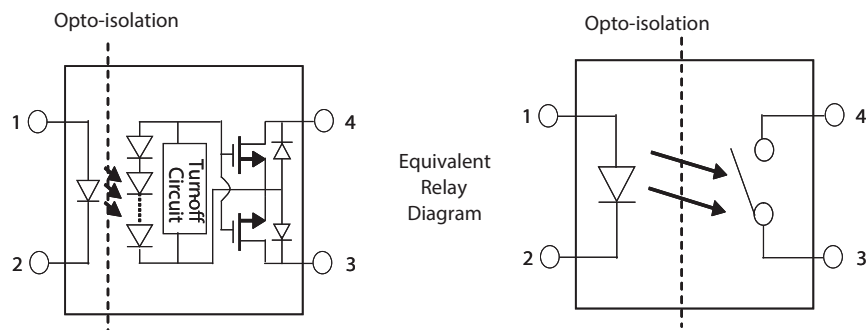 Opto-isolation
1
2
Turnoff
Circuit
4
3
Equivalent
Relay
Diagram
Opto-isolation
1
2
4
3